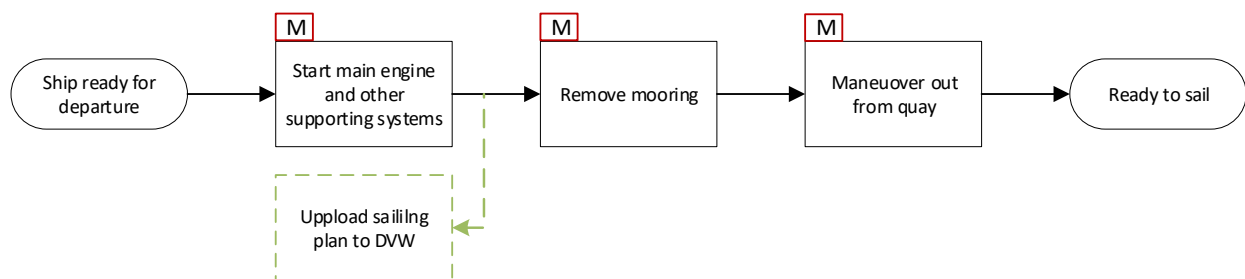 M
M
M
Ship ready for
departure
Start main engine
and other
supporting systems
Remove mooring
Maneuover out
from quay
Ready to sail
Uppload saililng
plan to DVW